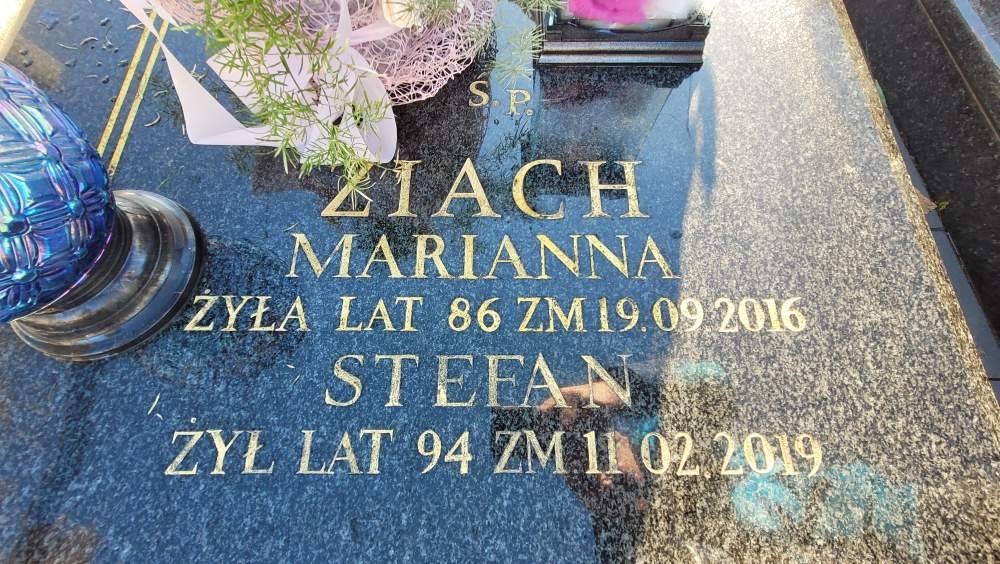 S.P.
ZIACH
MARIANNA
ŻYŁA LAT 86 ZM 19.09.2016
STEFAN
ŻYŁ LAT 94 ZM 11.02.2019